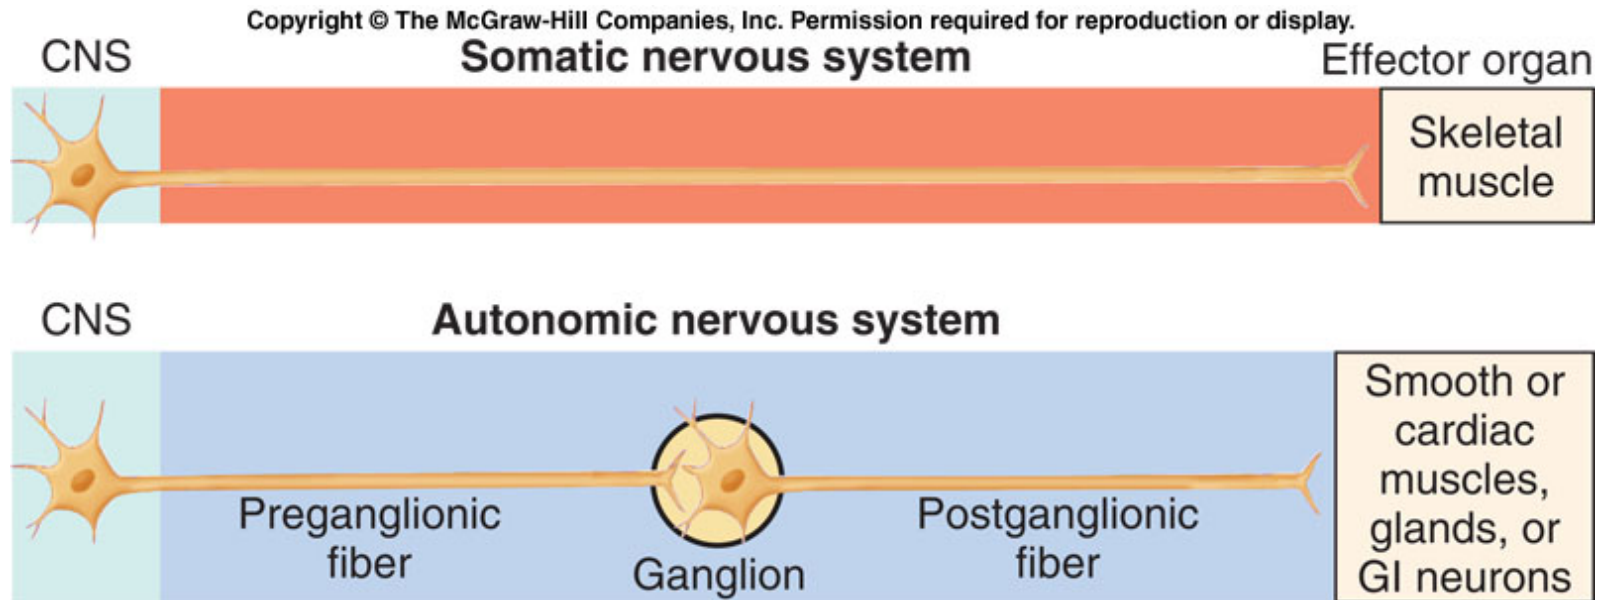 Copyright © The McGraw-Hill Companies, Inc. Permission required for reproduction or display.
CNS
Somatic nervous system
Effector organ
Skeletal
muscle
CNS
Autonomic nervous system
Preganglionic
fiber
Ganglion
Postganglionic
fiber
Smooth or
cardiac
muscles,
glands, or
GI neurons